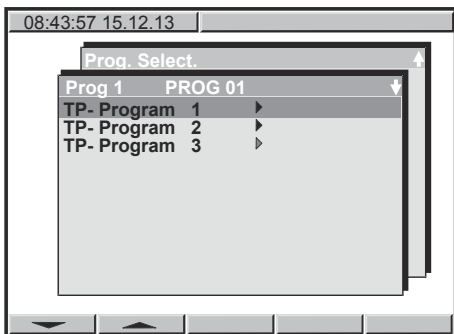 08:43:57 15.12.13
Prog. Select.
Prog 1 PROG 01
TP- Program 1
TP- Program 2
TP- Program 3